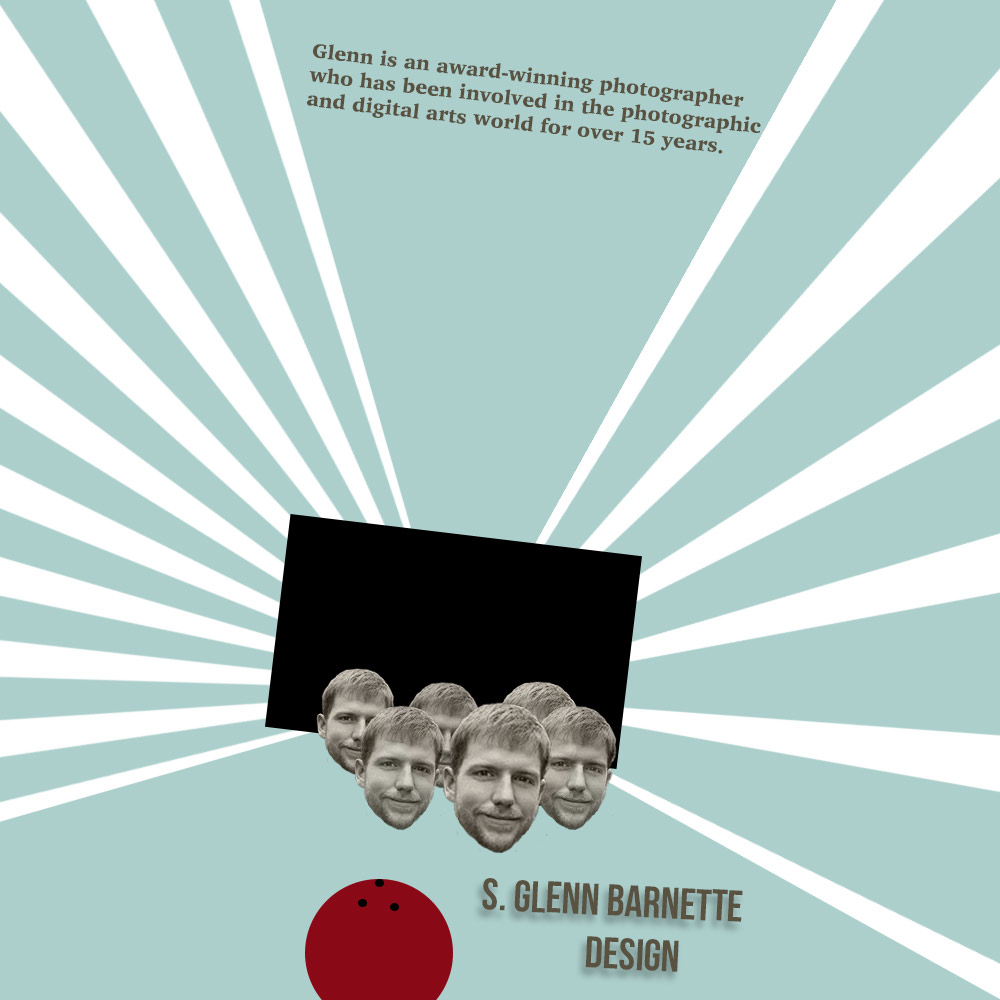 Glenn is an award-winning photographer
who has been involved in the photographic
and digital arts world for over 15 years.
S. GLENN BARNETTE
DESIGN